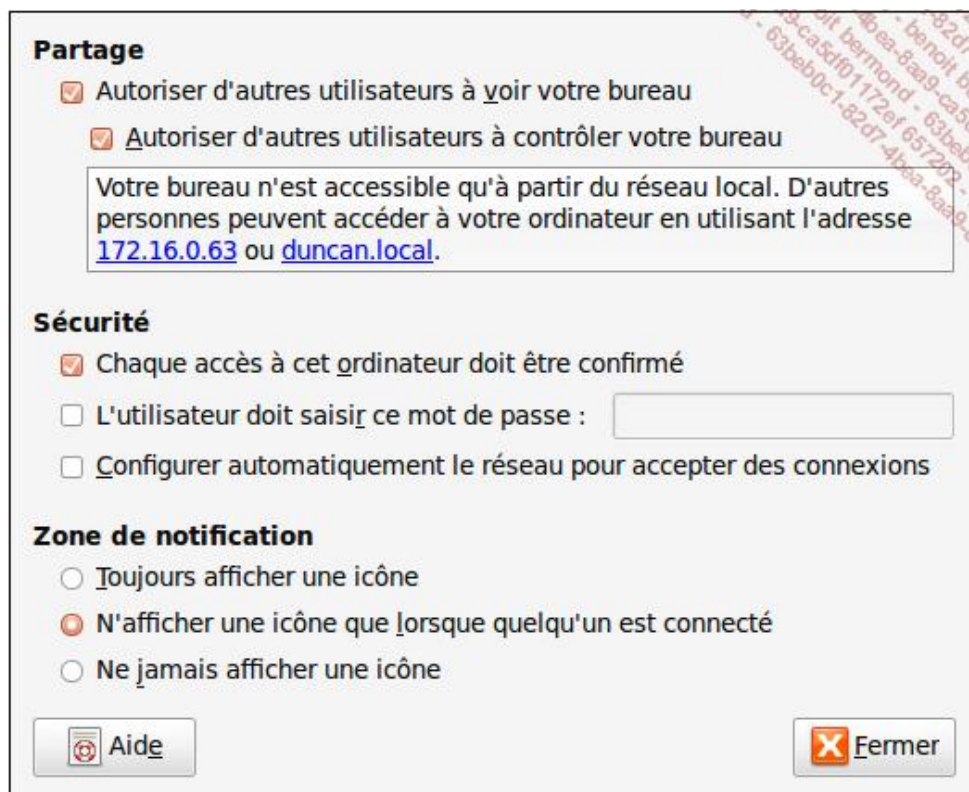 Partage
Autoriser d'autres utilisateurs à voir votre bureau
Autoriser d'autres utilisateurs à contrôler votre bureau
Votre bureau n'est accessible qu'à partir du réseau local. D'autres
personnes peuvent accéder à votre ordinateur en utilisant l'adresse
172.16.0.63 ou duncan.local.
Sécurité
Chaque accès à cet ordinateur doit être confirmé
L'utilisateur doit saisir ce mot de passe :
Configurer automatiquement le réseau pour accepter des connexions
Zone de notification
Toujours afficher une icône
N'afficher une icône que lorsque quelqu'un est connecté
Ne jamais afficher une icône
Aide
Fermer